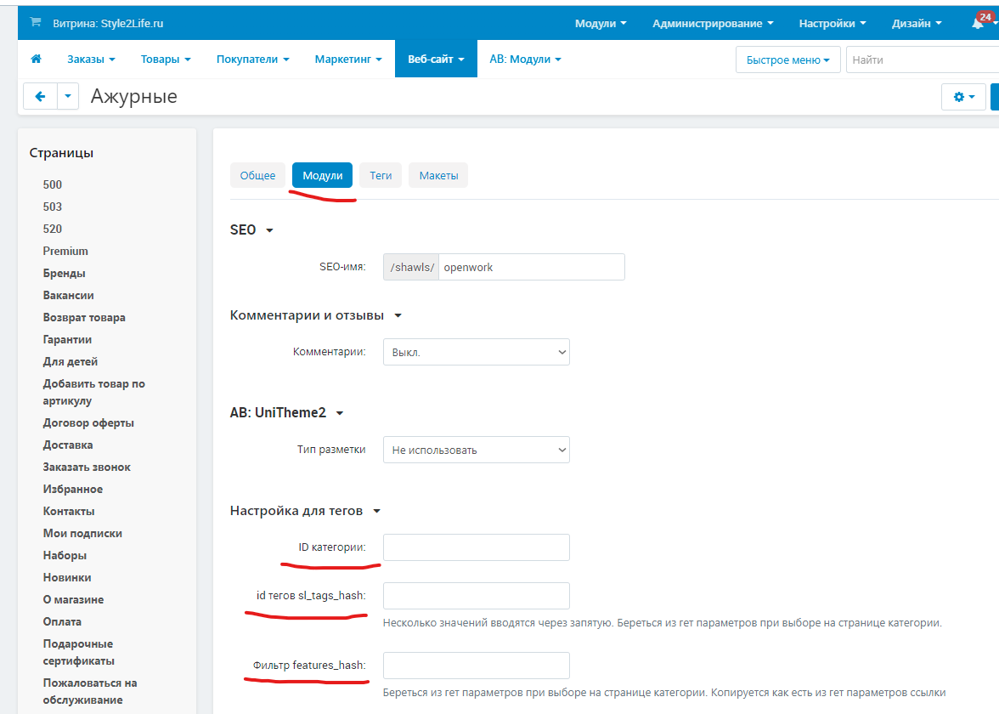 Витрина: Style2Life.ru
Модули
Администрирование
Настройки
Дизайн
24
Заказы
Товары
Покупатели
Маркетинг
Веб-сайт
АВ: Модули
Быстрое меню
Найти
Ажурные
Страницы
500
503
520
Premium
Бренды
Вакансии
Возврат товара
Гарантии
Для детей
Добавить товар по
артикулу
Договор оферты
Доставка
Заказать звонок
Избранное
Контакты
Мои подписки
Наборы
Новинки
О магазине
Оплата
Подарочные
сертификаты
Пожаловаться на
обслуживание
Общее
Модули
Теги
Макеты
SEO
SEO-имя:
/shawls/
openwork
Комментарии и отзывы
Комментарии:
Выкл.
АВ: UniTheme2
Тип разметки
Не использовать
Настройка для тегов
ID категории:
id тегов sl_tags_hash:
Несколько значений вводятся через запятую. Береться из гет параметров при выборе на странице категории.
Фильтр features_hash:
Береться из гет параметров при выборе на странице категории. Копируется как есть из гет параметров ссылки